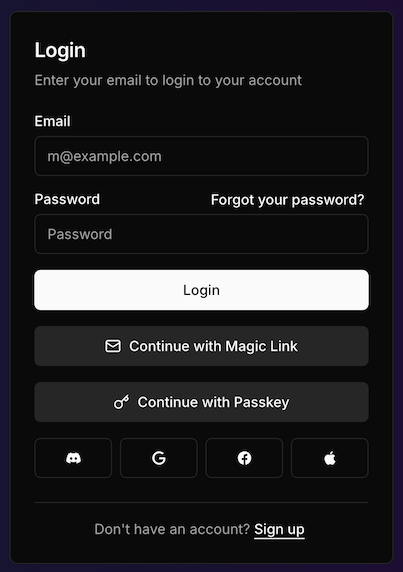 Login
Enter your email to login to your account
Email
m@example.com
Password Forgot your password?
Password
Login
Continue with Magic Link
Continue with Passkey
Don't have an account? Sign up